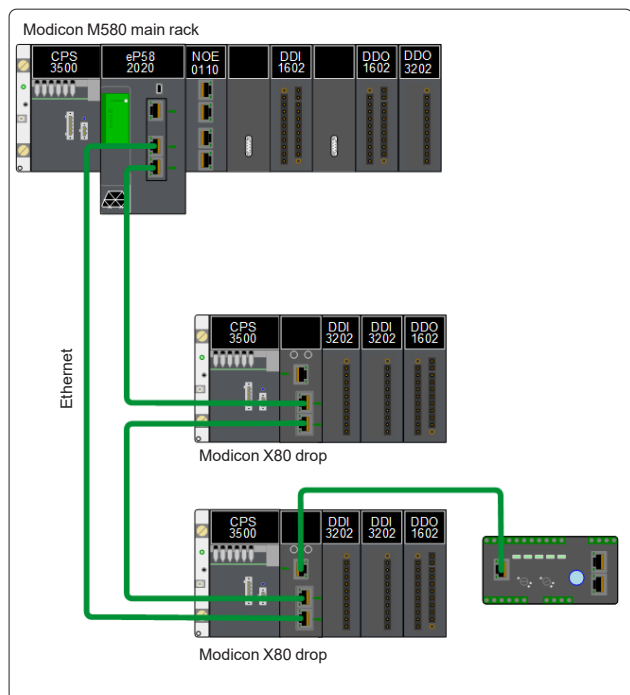 Modicon M580 main rack
CPS
3500
eP58
2020
NOE
0110
DDI
1602
DDO
1602
DDO
3202
Ethernet
CPS
3500
DDI
3202
DDI
3202
DDO
1602
Modicon X80 drop
CPS
3500
DDI
3202
DDI
3202
DDO
1602
Modicon X80 drop